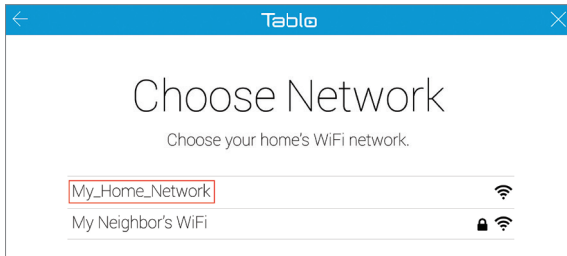 Tablo
Choose Network
Choose your home's WiFi network.
My_Home_Network
My Neighbor's WiFi